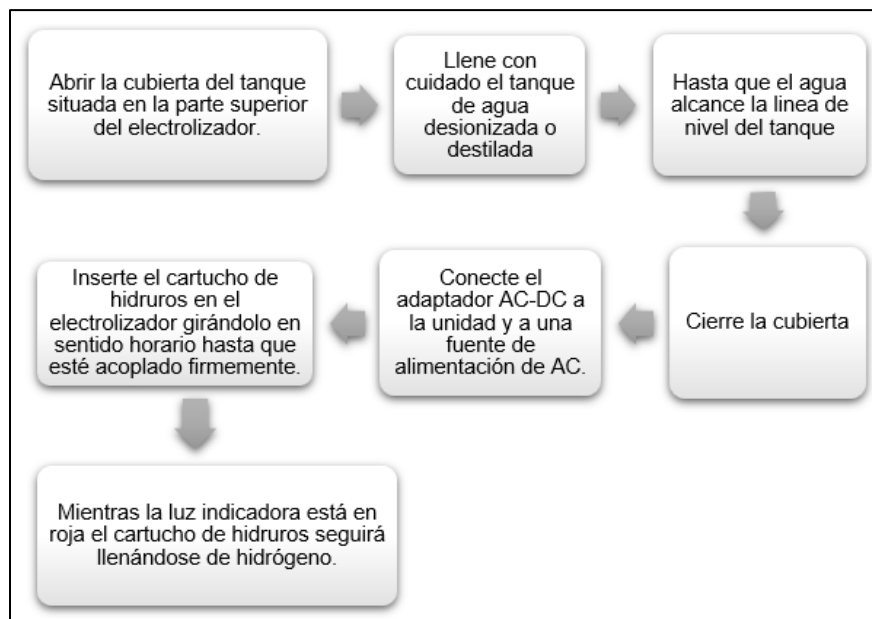 Abrir la cubierta del tanque
situada en la parte superior
del electrolizador.
Llene con
cuidado el tanque
de agua
desionizada o
destilada
Hasta que el agua
alcance la linea de
nivel del tanque
Cierre la cubierta
Conecte el
adaptador AC-DC a
la unidad y a una
fuente de
alimentación de AC.
Inserte el cartucho de
hidruros en el
electrolizador girándolo en
sentido horario hasta que
esté acoplado firmemente.
Mientras la luz indicadora está en
roja el cartucho de hidruros seguirá
llenándose de hidrógeno.